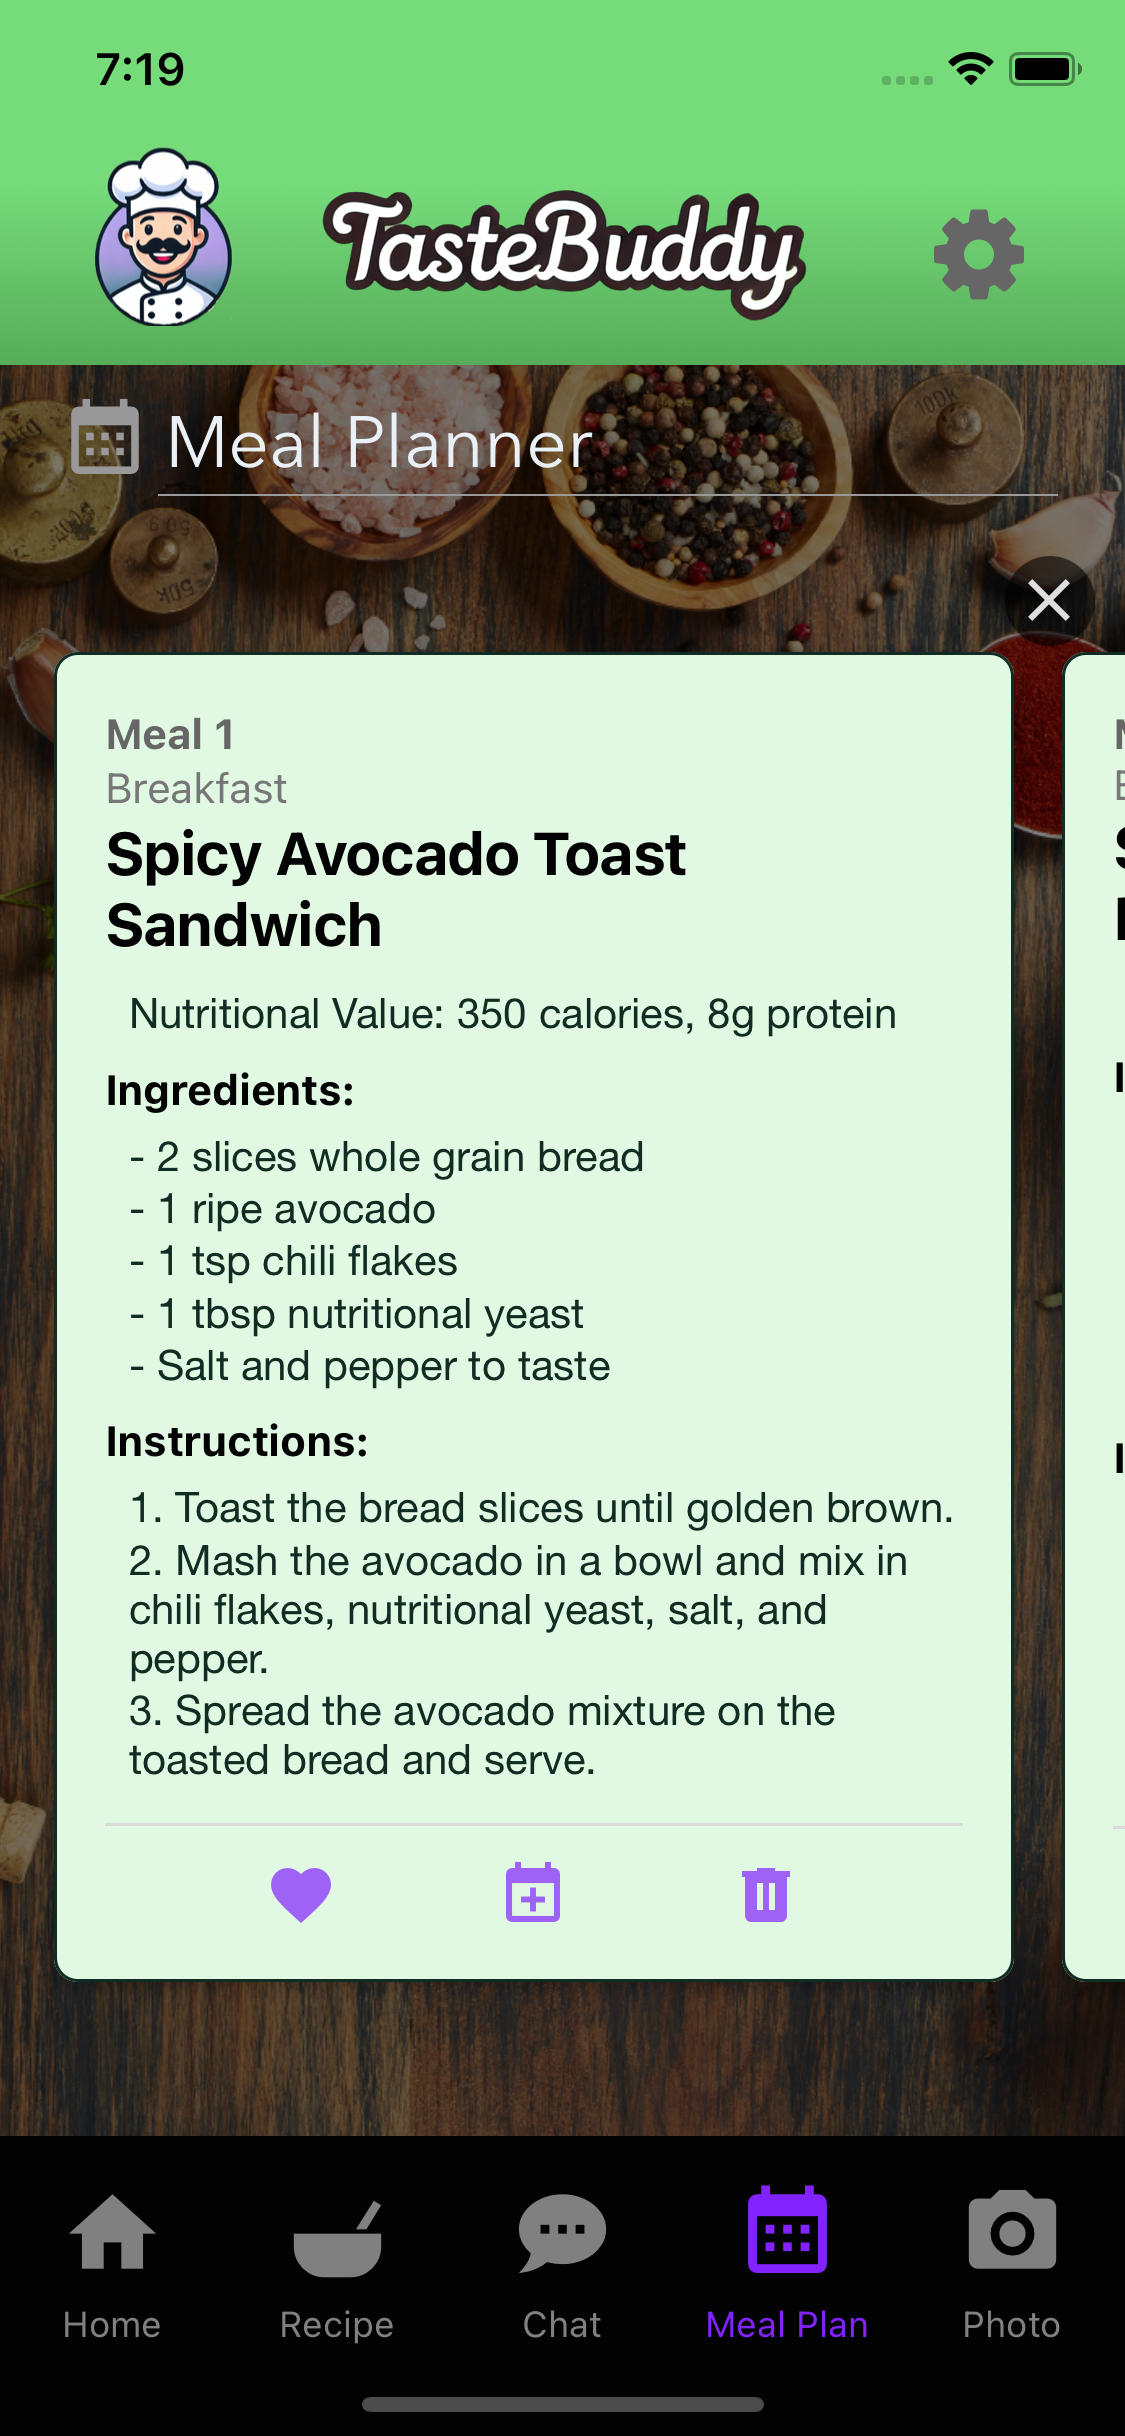 7:19
TasteBuddy
Meal Planner
Meal 1
Breakfast
Spicy Avocado Toast
Sandwich
Nutritional Value: 350 calories, 8g protein
Ingredients:
- 2 slices whole grain bread
- 1 ripe avocado
- 1 tsp chili flakes
- 1 tbsp nutritional yeast
- Salt and pepper to taste
Instructions:
1. Toast the bread slices until golden brown.
2. Mash the avocado in a bowl and mix in
chili flakes, nutritional yeast, salt, and
pepper.
3. Spread the avocado mixture on the
toasted bread and serve.
Home
Recipe
Chat
Meal Plan
Photo